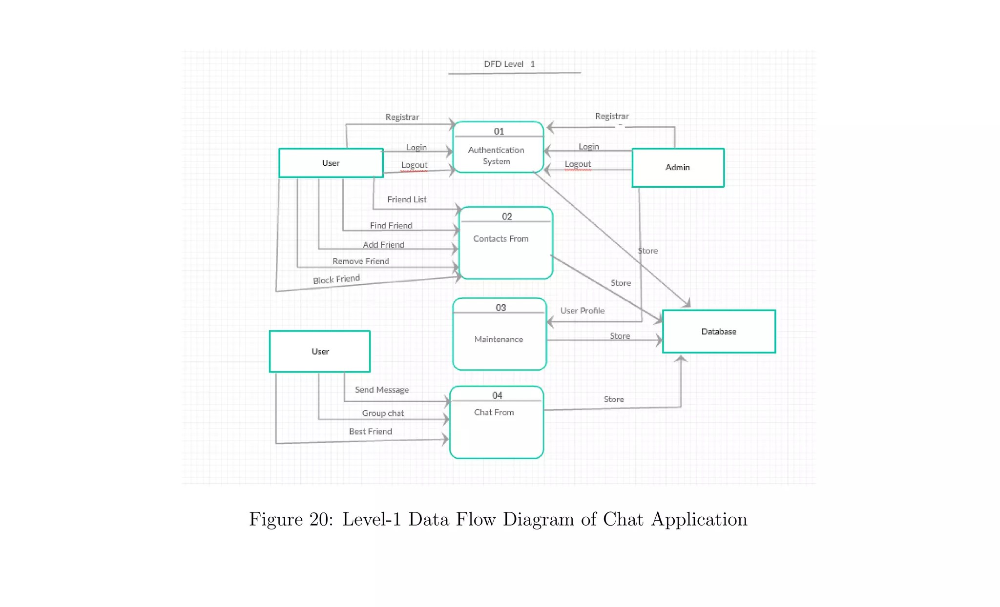 DFD Level 1
Registrar
Registrar
01
Authentication
System
Login
Login
Logout
Logout
User
Admin
Friend List
02
Contacts From
Find Friend
Add Friend
Remove Friend
Block Friend
Store
Store
03
Maintenance
User Profile
Store
Database
User
Send Message
04
Chat From
Group chat
Best Friend
Store
Figure 20: Level-1 Data Flow Diagram of Chat Application